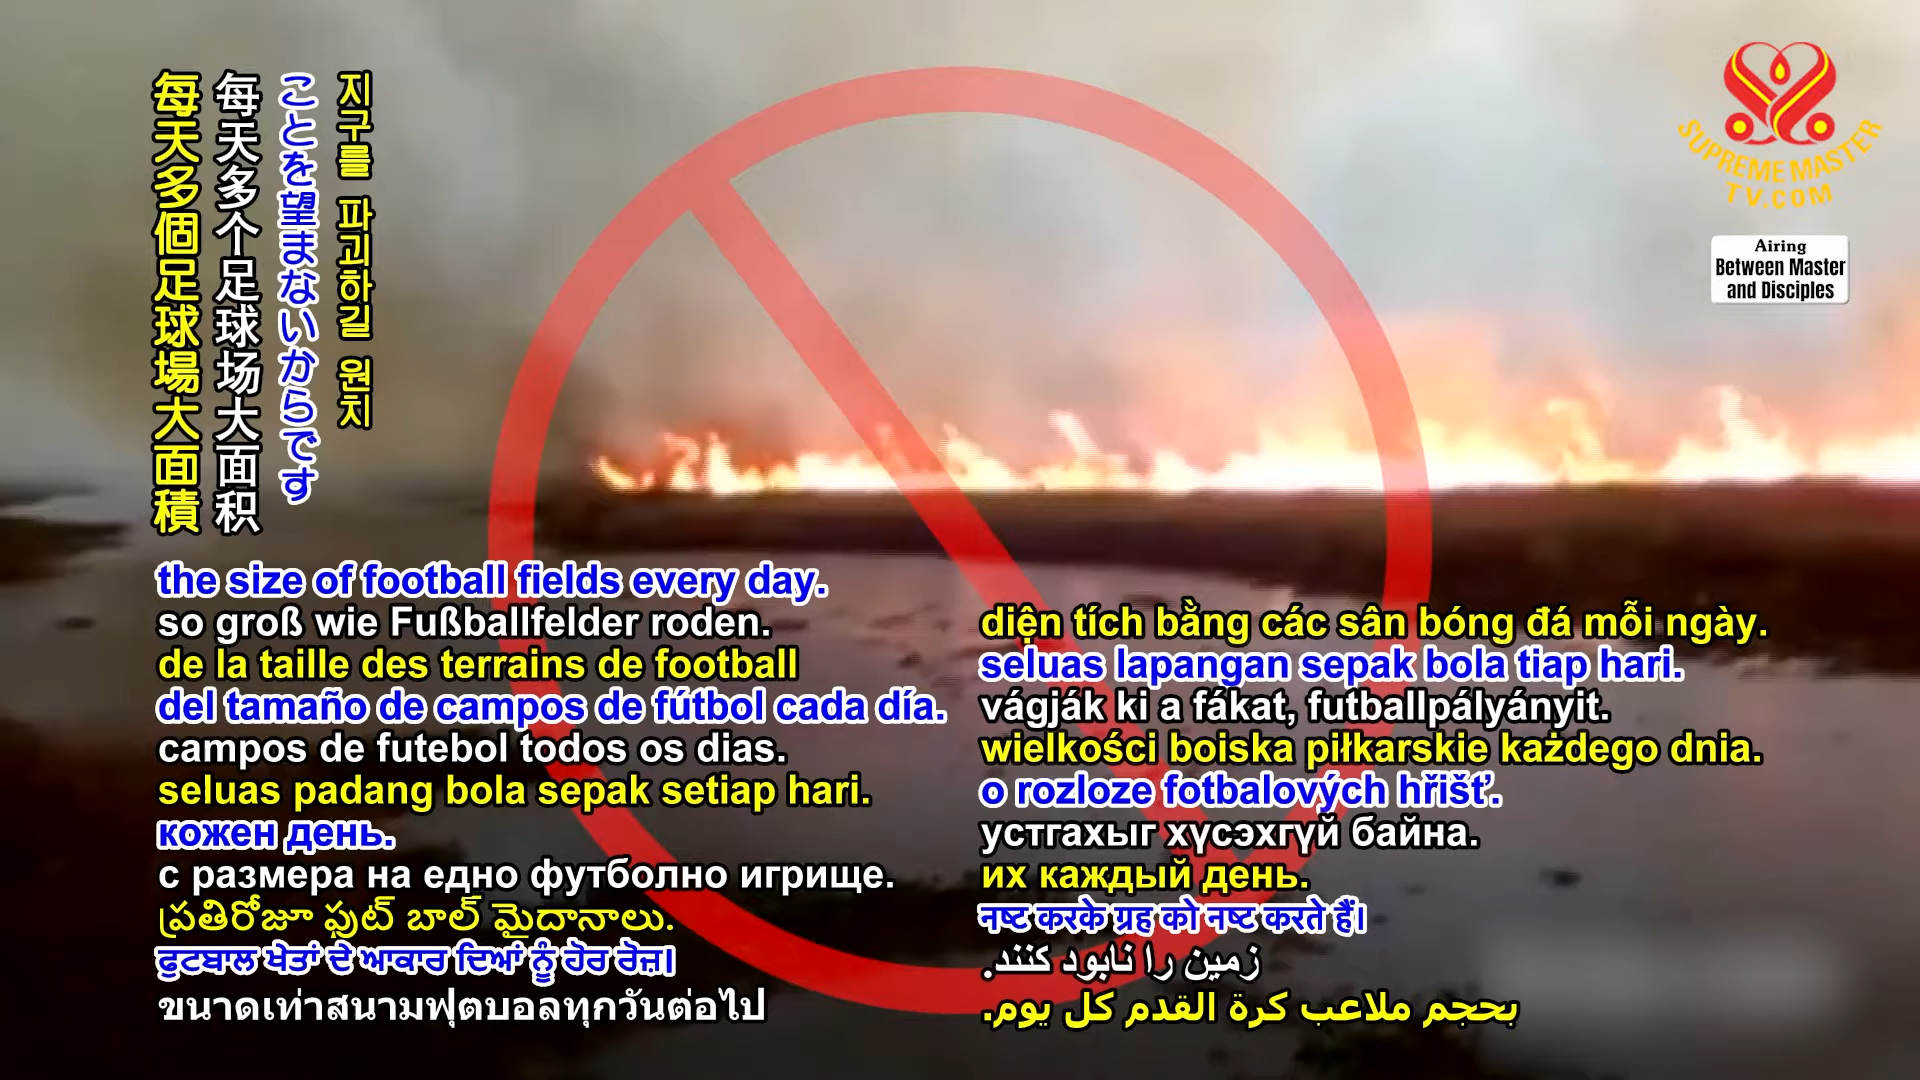 每天多個足球場大面積
每天多个足球场大面积
ことを望まないからです
지구를 파괴하길 원치
the size of football fields every day.
so groß wie Fußballfelder roden.
de la taille des terrains de football
del tamaño de campos de fútbol cada día.
campos de futebol todos os dias.
seluas padang bola sepak setiap hari.
кожен день.
с размера на едно футболно игрище.
ప్రతిరోజూ ఫుట్ బాల్ మైదానాలు.
ਫੁਟਬਾਲ ਖੇਤਾਂ ਦੇ ਆਕਾਰ ਦਿਆਂ ਨੂੰ ਹੋਰ ਰੋਜ਼।
ขนาดเท่าสนามฟุตบอลทุกวันต่อไป
diện tích bằng các sân bóng đá mỗi ngày.
seluas lapangan sepak bola tiap hari.
vágják ki a fákat, futballpályányit.
wielkości boiska piłkarskie każdego dnia.
o rozloze fotbalových hřišť.
устгахыг хүсэхгүй байна.
их каждый день.
नष्ट करके ग्रह को नष्ट करते हैं।
زمین را نابود کنند.
بحجم ملاعب كرة القدم كل يوم.
SUPREME MASTER
TV.COM
Airing
Between Master
and Disciples